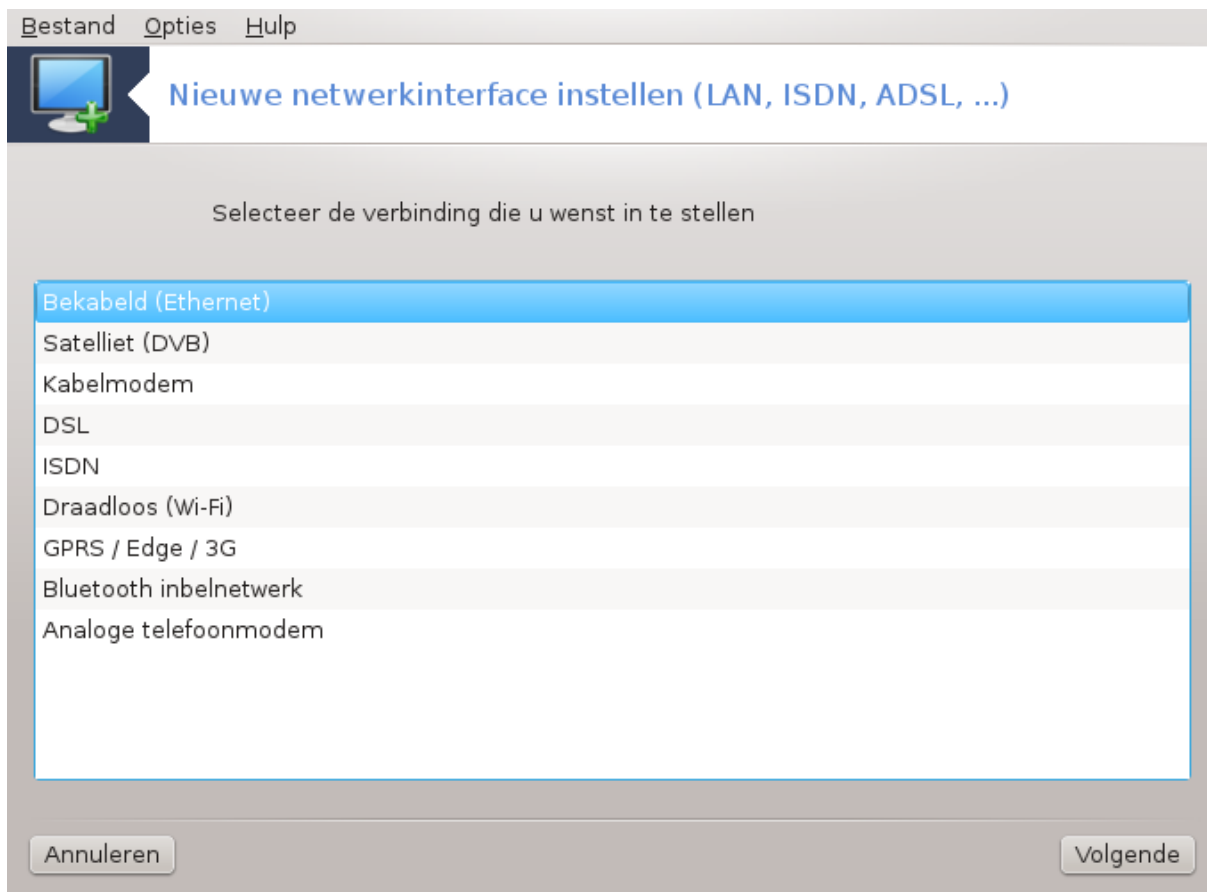 Bestand Opties Hulp
Nieuwe netwerkinterface instellen (LAN, ISDN, ADSL, ...)
Selecteer de verbinding die u wenst in te stellen
Bekabeld (Ethernet)
Satelliet (DVB)
Kabelmodem
DSL
ISDN
Draadloos (Wi-Fi)
GPRS / Edge / 3G
Bluetooth inbelnetwerk
Analoge telefoonmodem
Annuleren Volgende